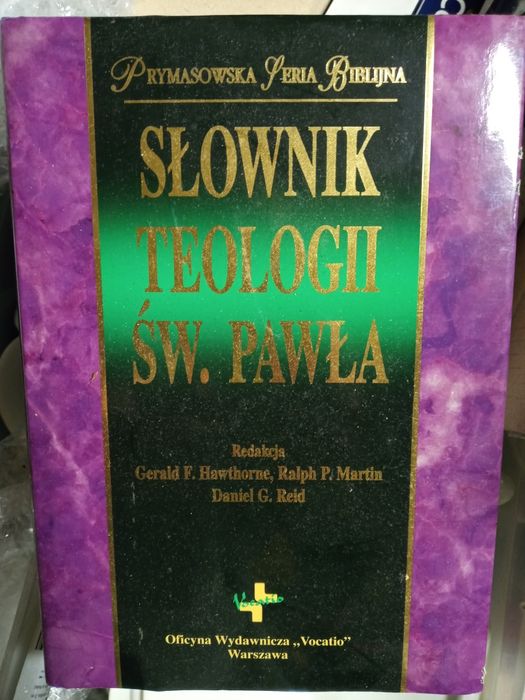 PRYMASOWSKA SERIA BIBLIJNA
SŁOWNIK
TEOLOGII
ŚW. PAWŁA
Redakcja
Gerald F. Hawthorne, Ralph P. Martin
Daniel G. Reid
Vocatio
Oficyna Wydawnicza „Vocatio”
Warszawa